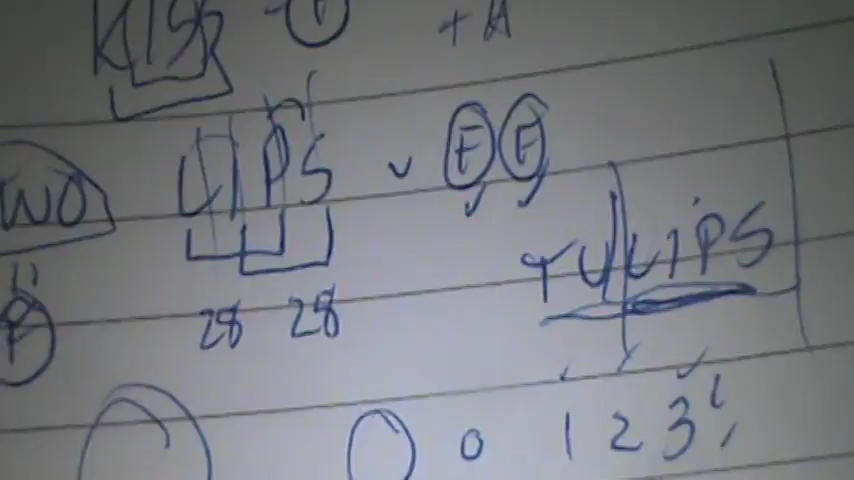 KISS
+ A
WO LIPS v F F
28 28 TULIPS
P
0 1 2 3